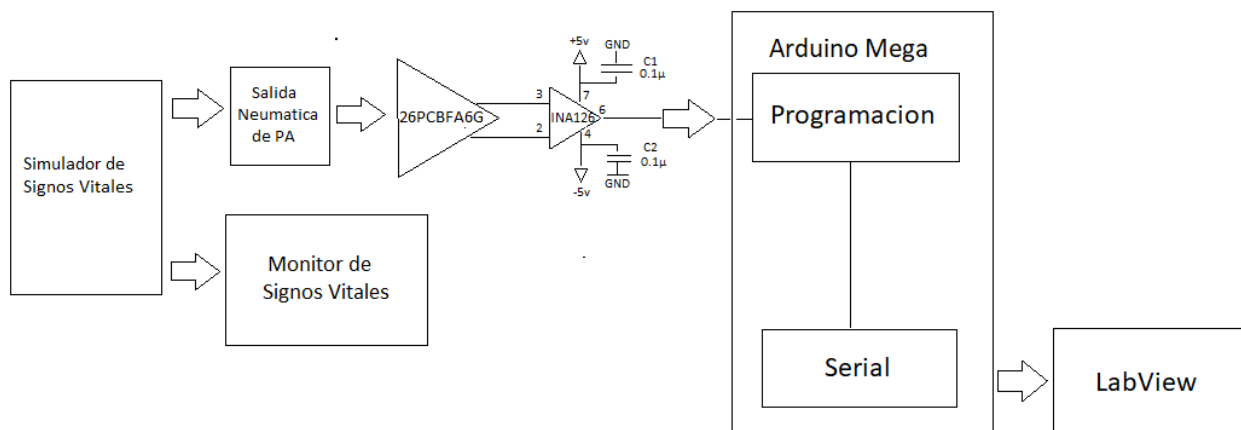 Simulador de
Signos Vitales
Salida
Neumatica
de PA
Monitor de
Signos Vitales
26PCBFA6G
3
2
INA126
+5v
GND
C1
0.1µ
7
6
4
C2
0.1µ
GND
-5v
Arduino Mega
Programacion
Serial
LabView